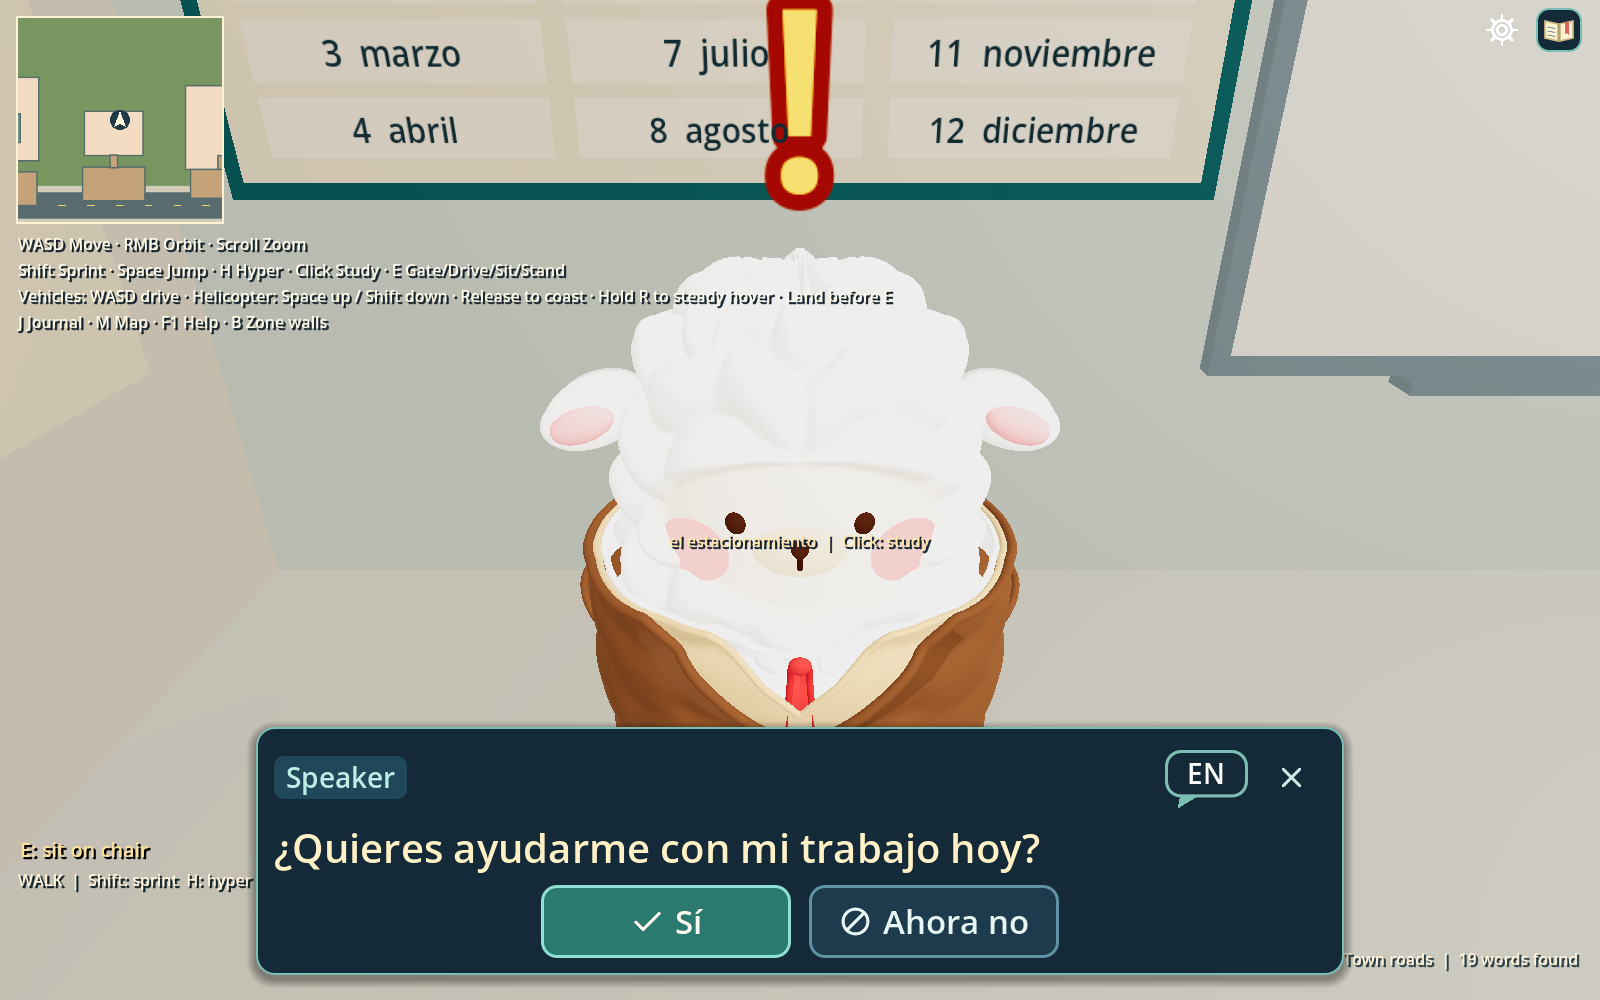 3 marzo
7 julio
11 noviembre
4 abril
8 agosto
12 diciembre
WASD Move · RMB Orbit · Scroll Zoom
Shift Sprint · Space Jump · H Hyper · Click Study · E Gate/Drive/Sit/Stand
Vehicles: WASD drive · Helicopter: Space up / Shift down · Release to coast · Hold R to steady hover · Land before E
J Journal · M Map · F1 Help · B Zone walls
el estacionamiento | Click: study
Speaker
EN
¿Quieres ayudarme con mi trabajo hoy?
E: sit on chair
WALK | Shift: sprint H: hyper
Sí
Ahora no
Town roads | 19 words found